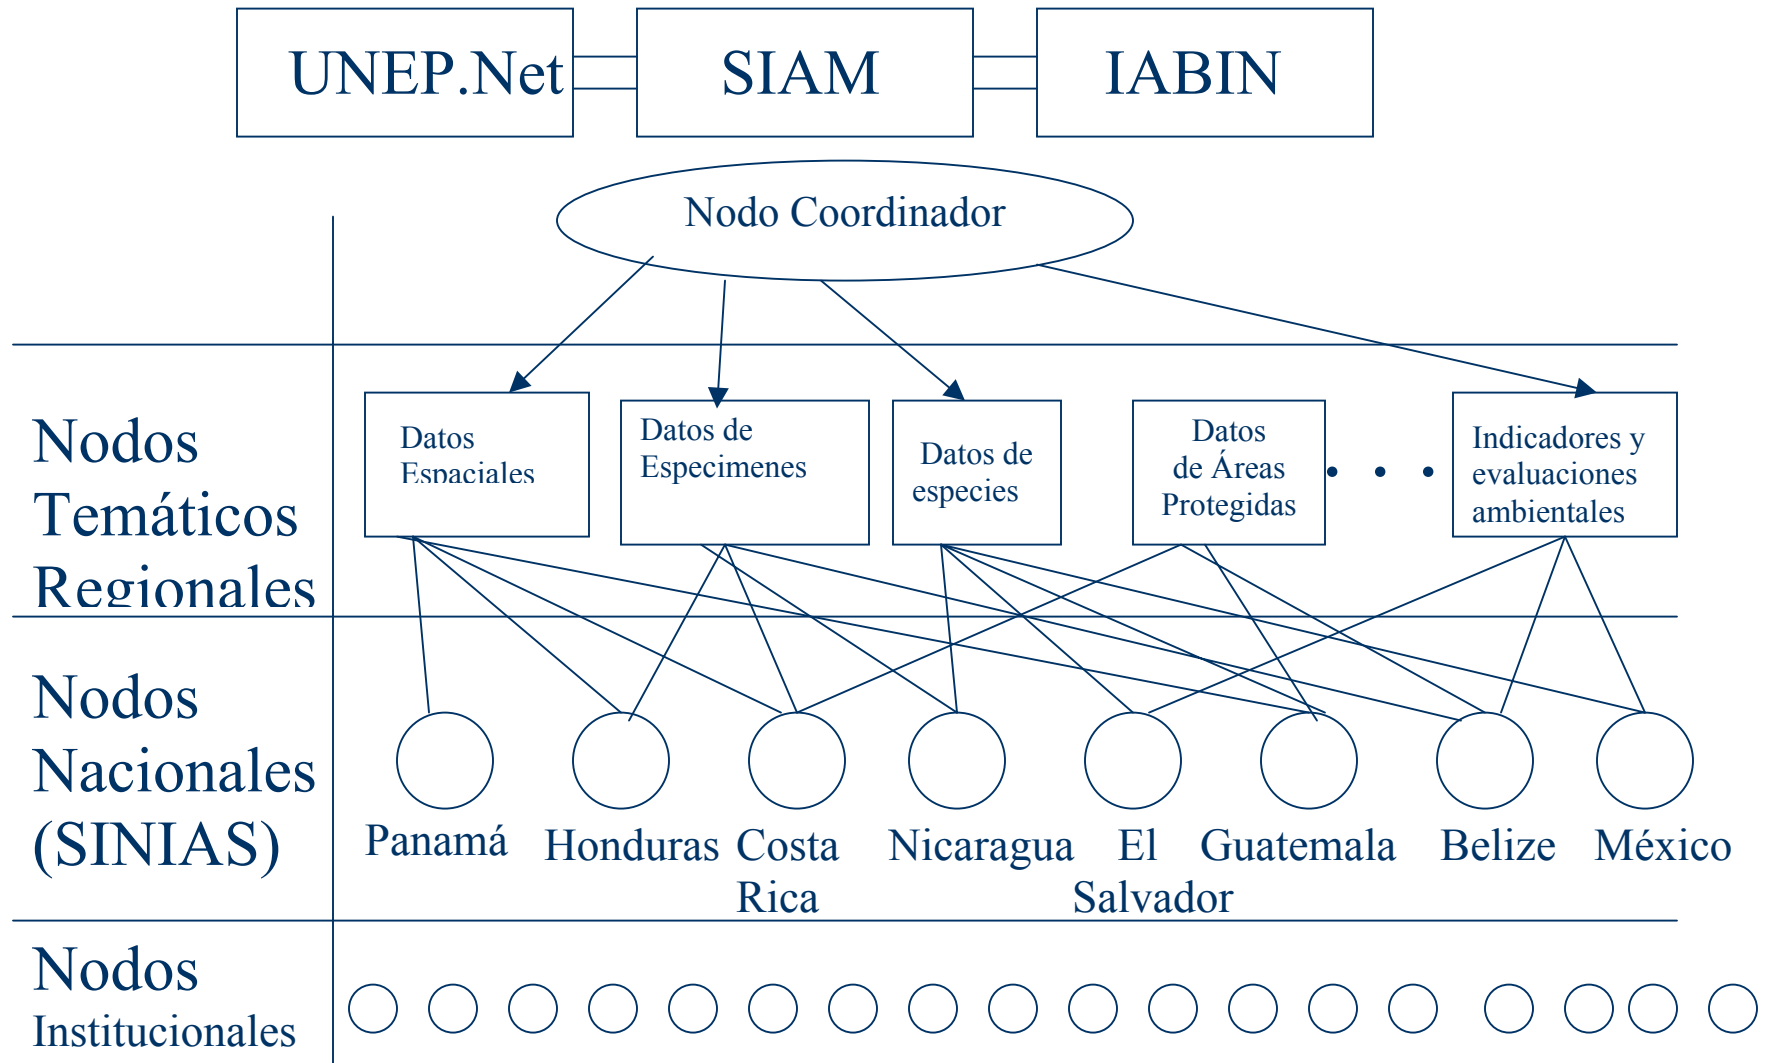 UNEP.Net
SIAM
IABIN
Nodo Coordinador
Nodos
Temáticos
Regionales
Datos
Espaciales
Datos de
Especimenes
Datos de
especies
Datos
de Áreas
Protegidas
. . .
Indicadores y
evaluaciones
ambientales
Nodos
Nacionales
(SINIAS)
Panamá
Honduras
Costa
Rica
Nicaragua
El
Salvador
Guatemala
Belize
México
Nodos
Institucionales